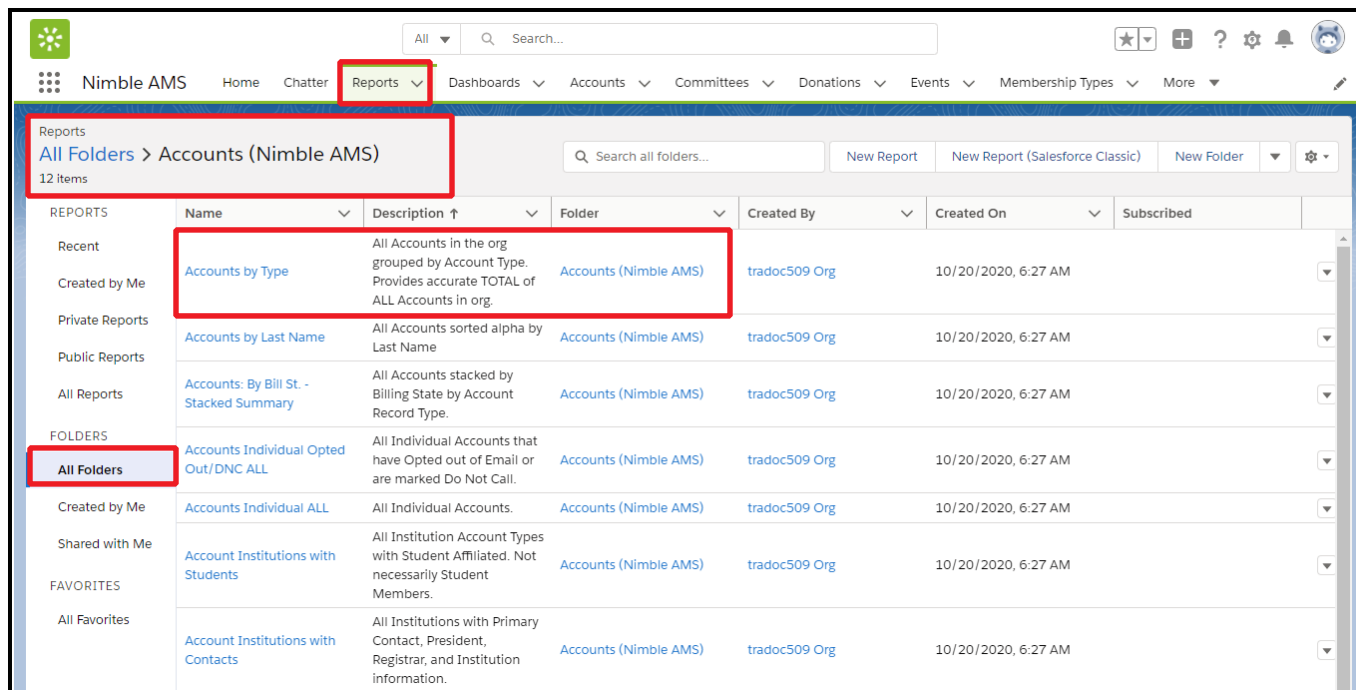 All
Search...
Nimble AMS
Home
Chatter
Reports
Dashboards
Accounts
Committees
Donations
Events
Membership Types
More
Reports
All Folders > Accounts (Nimble AMS)
12 items
Search all folders...
New Report
New Report (Salesforce Classic)
New Folder
REPORTS
Recent
Created by Me
Private Reports
Public Reports
All Reports
FOLDERS
All Folders
Created by Me
Shared with Me
FAVORITES
All Favorites
Name
Description ↑
Folder
Created By
Created On
Subscribed
Accounts by Type
All Accounts in the org
grouped by Account Type.
Provides accurate TOTAL of
ALL Accounts in org.
Accounts (Nimble AMS)
tradoc509 Org
10/20/2020, 6:27 AM
Accounts by Last Name
All Accounts sorted alpha by
Last Name
Accounts (Nimble AMS)
tradoc509 Org
10/20/2020, 6:27 AM
Accounts: By Bill St. -
Stacked Summary
All Accounts stacked by
Billing State by Account
Record Type.
Accounts (Nimble AMS)
tradoc509 Org
10/20/2020, 6:27 AM
Accounts Individual Opted
Out/DNC ALL
All Individual Accounts that
have Opted out of Email or
are marked Do Not Call.
Accounts (Nimble AMS)
tradoc509 Org
10/20/2020, 6:27 AM
Accounts Individual ALL
All Individual Accounts.
Accounts (Nimble AMS)
tradoc509 Org
10/20/2020, 6:27 AM
Account Institutions with
Students
All Institution Account Types
with Student Affiliated. Not
necessarily Student
Members.
Accounts (Nimble AMS)
tradoc509 Org
10/20/2020, 6:27 AM
Account Institutions with
Contacts
All Institutions with Primary
Contact, President,
Registrar, and Institution
information.
Accounts (Nimble AMS)
tradoc509 Org
10/20/2020, 6:27 AM